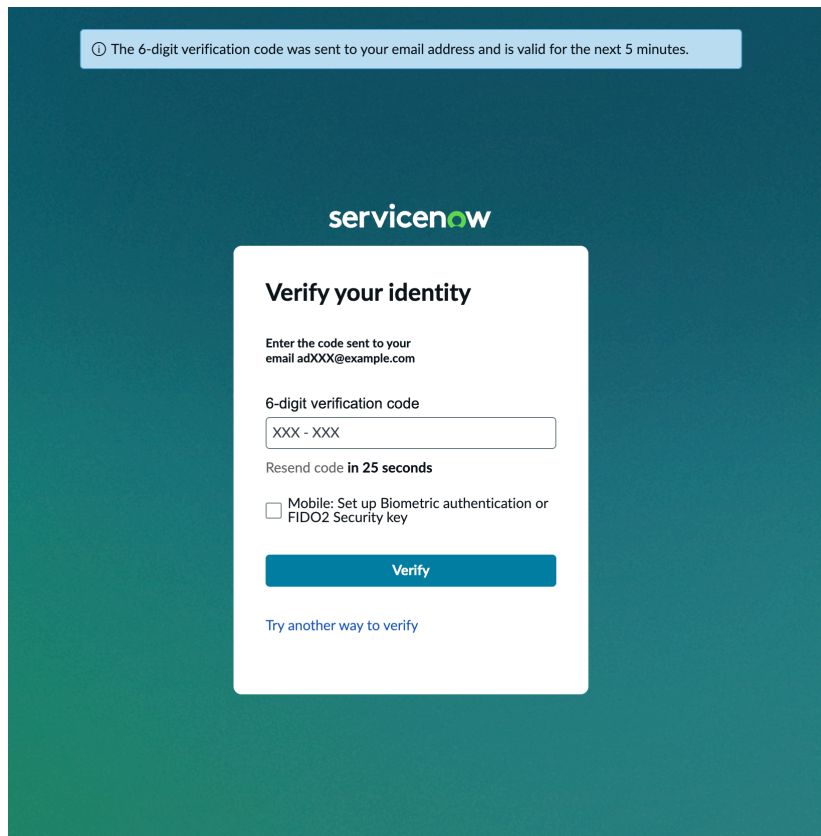 The 6-digit verification code was sent to your email address and is valid for the next 5 minutes.
servicenow
Verify your identity
Enter the code sent to your
email adXXX@example.com
6-digit verification code
XXX - XXX
Resend code in 25 seconds
Mobile: Set up Biometric authentication or
FIDO2 Security key
Verify
Try another way to verify